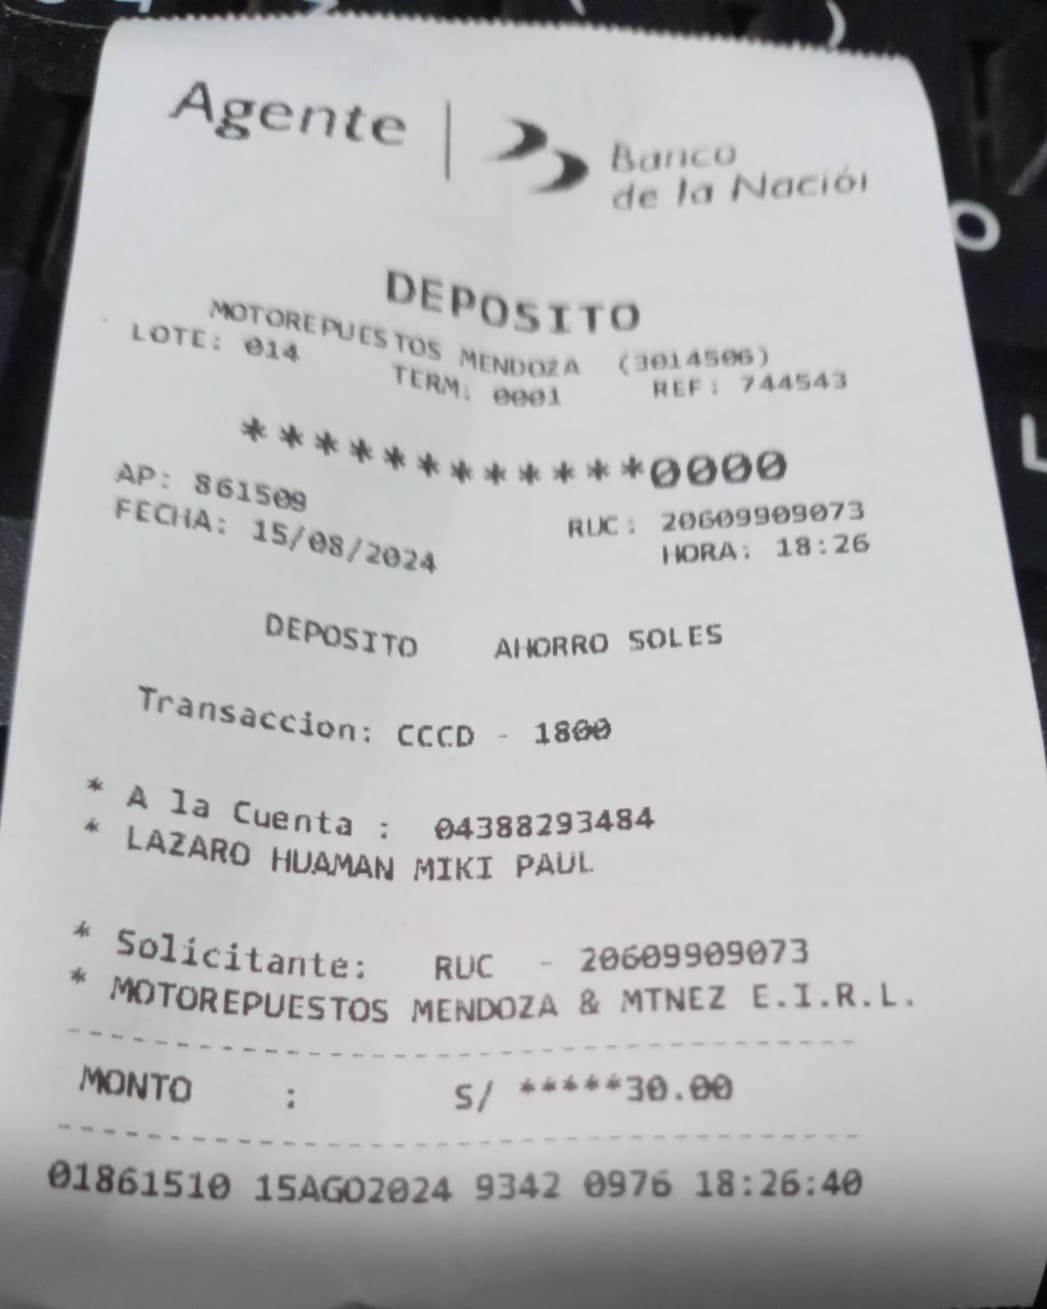 Agente | Banco
de la Nación
DEPOSITO
MOTOREPUESTOS MENDOZA (3014506)
LOTE: 014 TERM: 0001 REF: 744543
************0000
AP: 861509 RUC: 20609909073
FECHA: 15/08/2024 HORA: 18:26
DEPOSITO AHORRO SOLES
Transaccion: CCCD - 1800
* A la Cuenta : 04388293484
* LAZARO HUAMAN MIKI PAUL
* Solicitante: RUC - 20609909073
* MOTOREPUESTOS MENDOZA & MTNEZ E.I.R.L.
MONTO : S/ *****30.00
01861510 15AGO2024 9342 0976 18:26:40
O
L